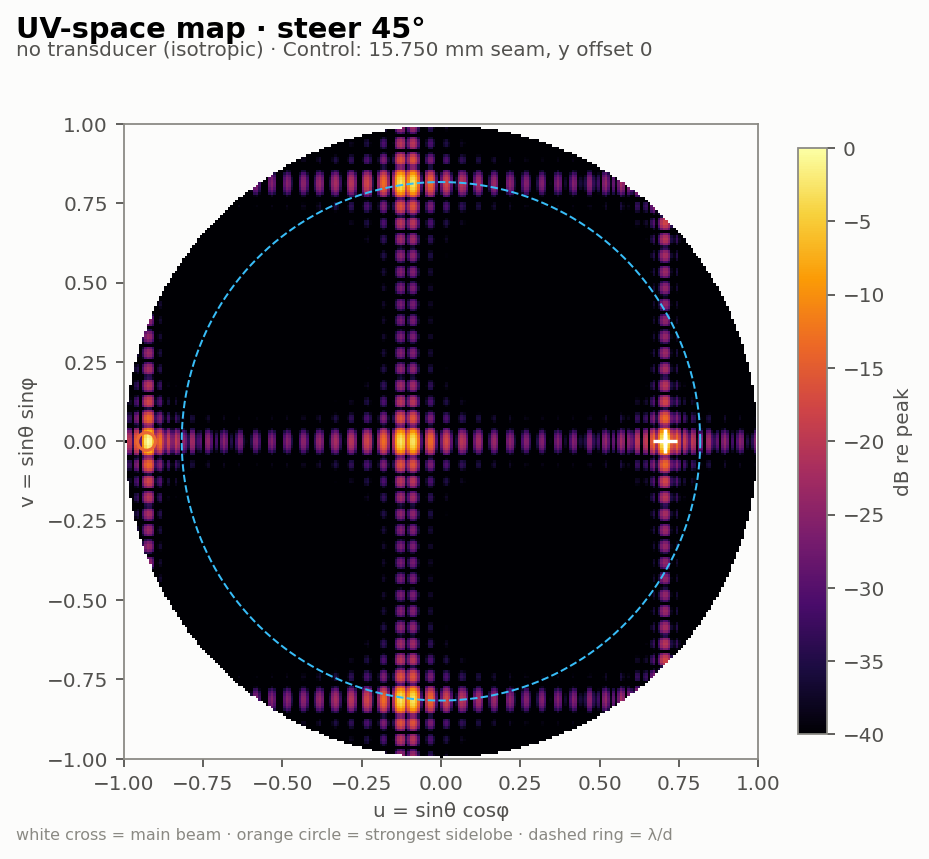 UV-space map · steer 45°
no transducer (isotropic) · Control: 15.750 mm seam, y offset 0
1.00
0.75
0.50
0.25
0.00
−0.25
−0.50
−0.75
−1.00
v = sinθ sinφ
−1.00 −0.75 −0.50 −0.25 0.00 0.25 0.50 0.75 1.00
u = sinθ cosφ
0
−5
−10
−15
−20
−25
−30
−35
−40
dB re peak
white cross = main beam · orange circle = strongest sidelobe · dashed ring = λ/d